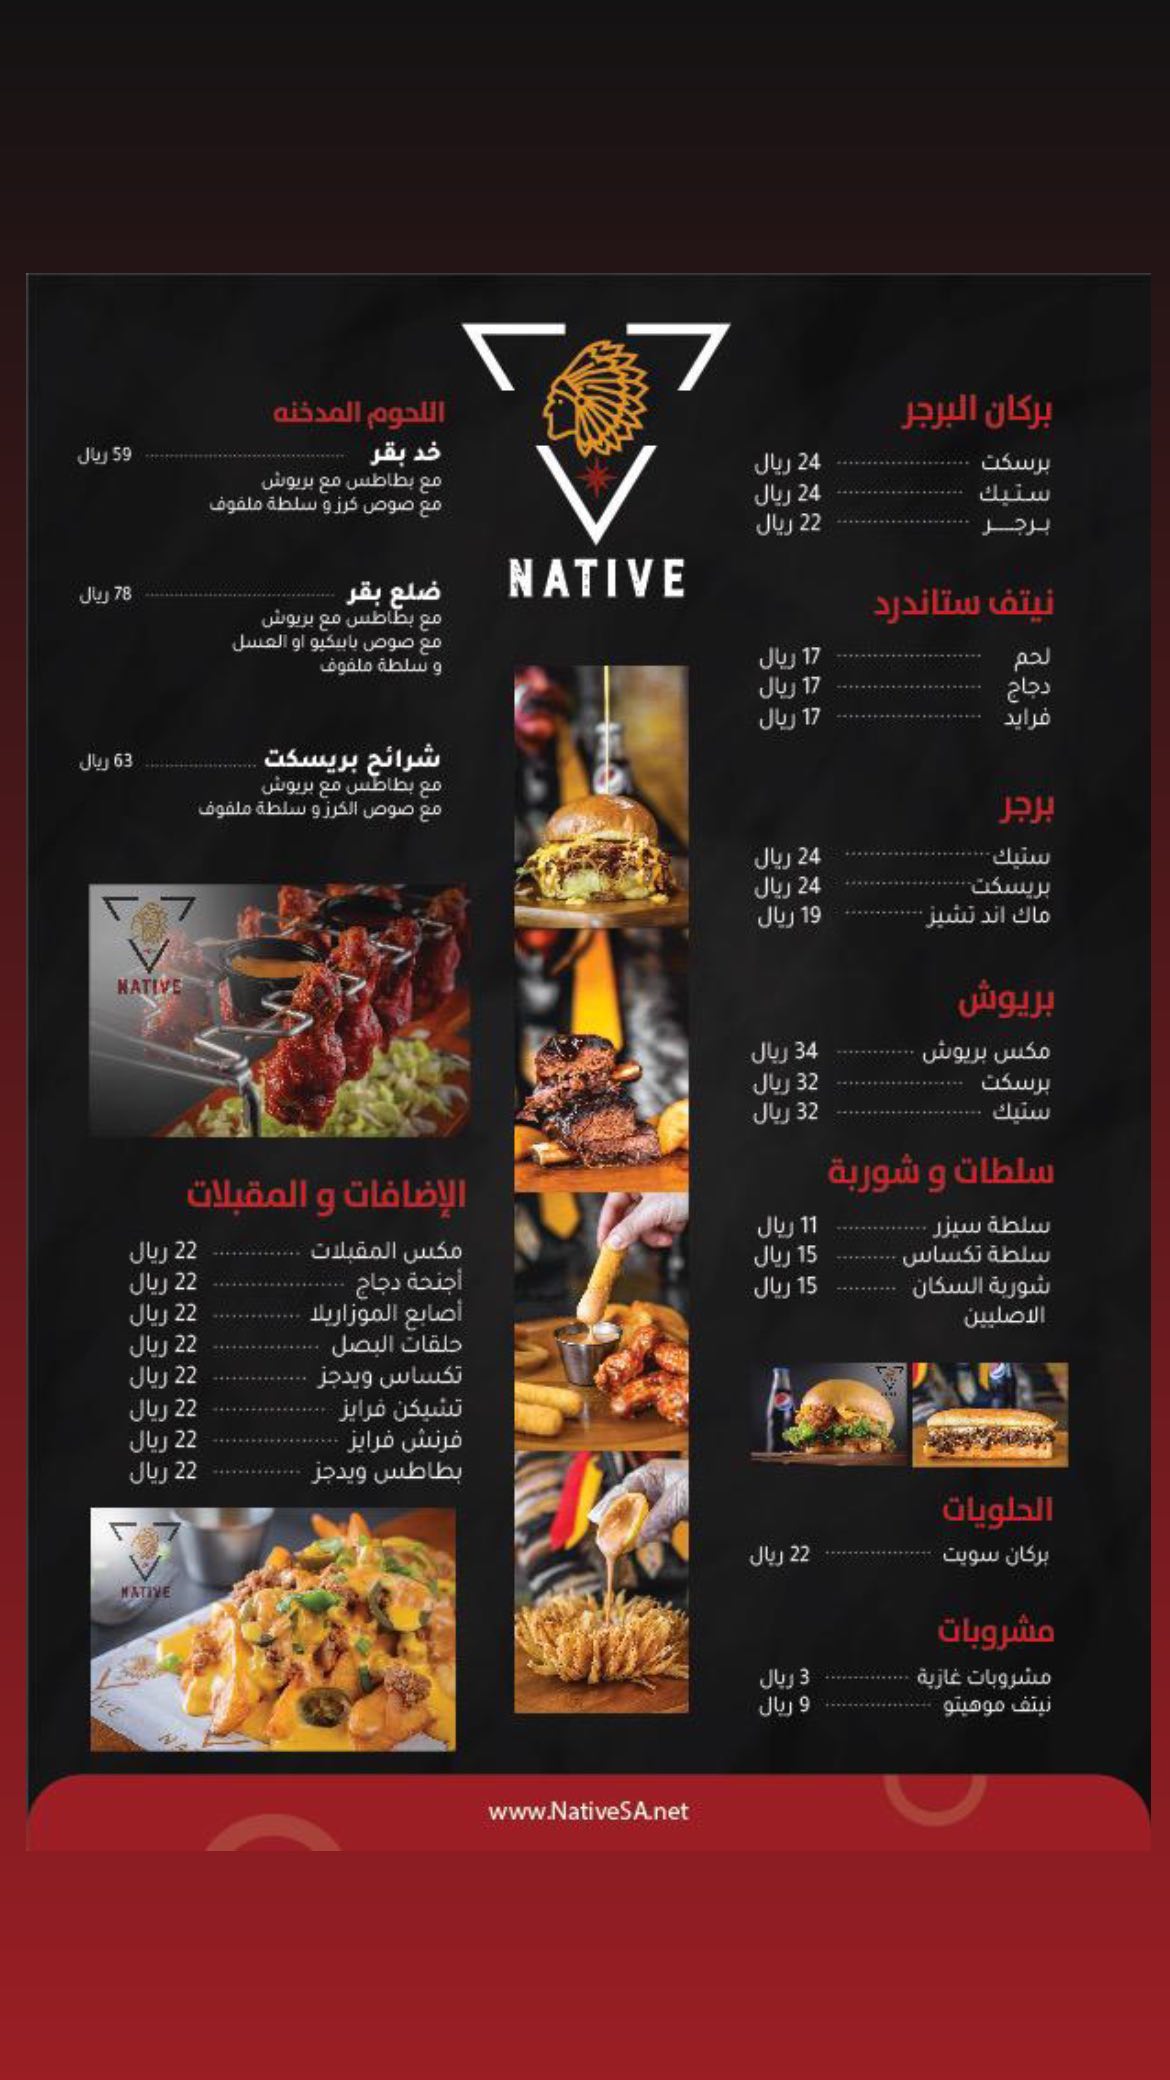 NATIVE
بركان البرجر
برسكت 24 ريال
ستيك 24 ريال
برجر 22 ريال
نيتف ستاندرد
لحم 17 ريال
دجاج 17 ريال
فرايد 17 ريال
برجر
ستيك 24 ريال
بريسكت 24 ريال
ماك اند تشيز 19 ريال
بريوش
مكس بريوش 34 ريال
برسكت 32 ريال
ستيك 32 ريال
سلطات و شوربة
سلطة سيزر 11 ريال
سلطة تكساس 15 ريال
شوربة السكان 15 ريال
الاصليين
الحلويات
بركان سويت 22 ريال
مشروبات
مشروبات غازية 3 ريال
نيتف موهيتو 9 ريال
اللحوم المدخنه
خد بقر 59 ريال
مع بطاطس مع بريوش
مع صوص كرز و سلطة ملفوف
ضلع بقر 78 ريال
مع بطاطس مع بريوش
مع صوص بابيكيو او العسل
و سلطة ملفوف
شرائح بريسكت 63 ريال
مع بطاطس مع بريوش
مع صوص الكرز و سلطة ملفوف
NATIVE
الإضافات و المقبلات
مكس المقبلات 22 ريال
أجنحة دجاج 22 ريال
أصابع الموزاريلا 22 ريال
حلقات البصل 22 ريال
تكساس ويدجز 22 ريال
تشيكن فرايز 22 ريال
فرنش فرايز 22 ريال
بطاطس ويدجز 22 ريال
NATIVE
www.NativeSA.net